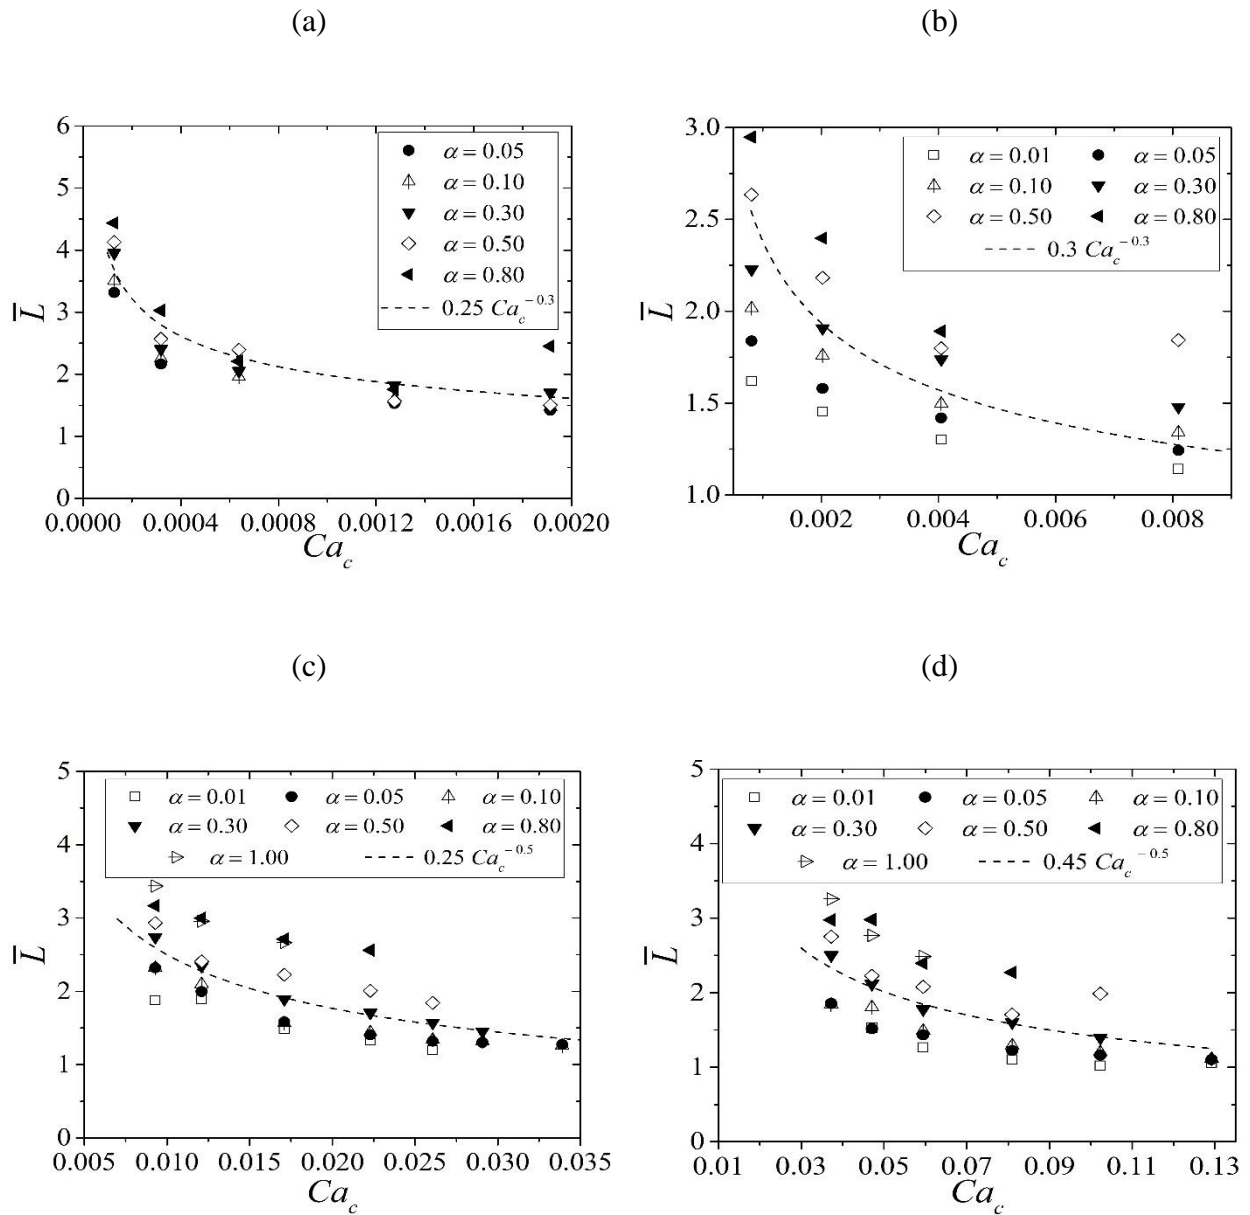 (a)
6
5
4
3
2
1
0
L̅
0.0000 0.0004 0.0008 0.0012 0.0016 0.0020
Ca_c
α = 0.05
α = 0.10
α = 0.30
α = 0.50
α = 0.80
0.25 Ca_c^-0.3
(b)
3.0
2.5
2.0
1.5
1.0
L̅
0.002 0.004 0.006 0.008
Ca_c
α = 0.01 α = 0.05
α = 0.10 α = 0.30
α = 0.50 α = 0.80
0.3 Ca_c^-0.3
(c)
5
4
3
2
1
0
L̅
0.005 0.010 0.015 0.020 0.025 0.030 0.035
Ca_c
α = 0.01 α = 0.05 α = 0.10
α = 0.30 α = 0.50 α = 0.80
α = 1.00 0.25 Ca_c^-0.5
(d)
5
4
3
2
1
0
L̅
0.01 0.03 0.05 0.07 0.09 0.11 0.13
Ca_c
α = 0.01 α = 0.05 α = 0.10
α = 0.30 α = 0.50 α = 0.80
α = 1.00 0.45 Ca_c^-0.5